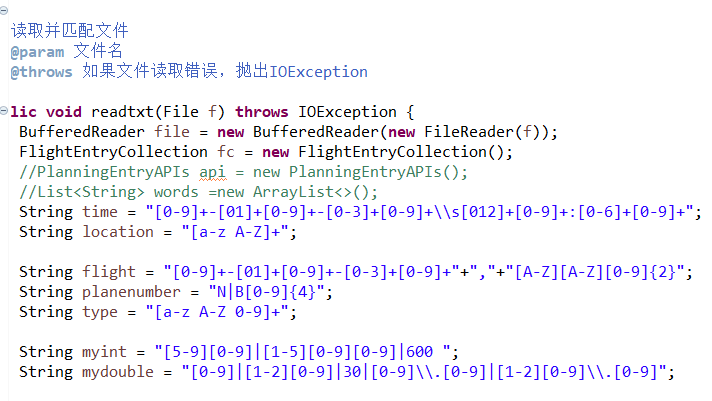 读取并匹配文件
@param 文件名
@throws 如果文件读取错误，抛出IOException
lic void readtxt(File f) throws IOException {
BufferedReader file = new BufferedReader(new FileReader(f));
FlightEntryCollection fc = new FlightEntryCollection();
//PlanningEntryAPIs api = new PlanningEntryAPIs();
//List<String> words =new ArrayList<>();
String time = "[0-9]+-[01]+[0-9]+-[0-3]+[0-9]+\\s[012]+[0-9]+:[0-6]+[0-9]+";
String location = "[a-z A-Z]+";
String flight = "[0-9]+-[01]+[0-9]+-[0-3]+[0-9]+"+","+"[A-Z][A-Z][0-9]{2}";
String planenumber = "N|B[0-9]{4}";
String type = "[a-z A-Z 0-9]+";
String myint = "[5-9][0-9]|[1-5][0-9][0-9]|600 ";
String mydouble = "[0-9]|[1-2][0-9]|30|[0-9]\\.[0-9]|[1-2][0-9]\\.[0-9]";